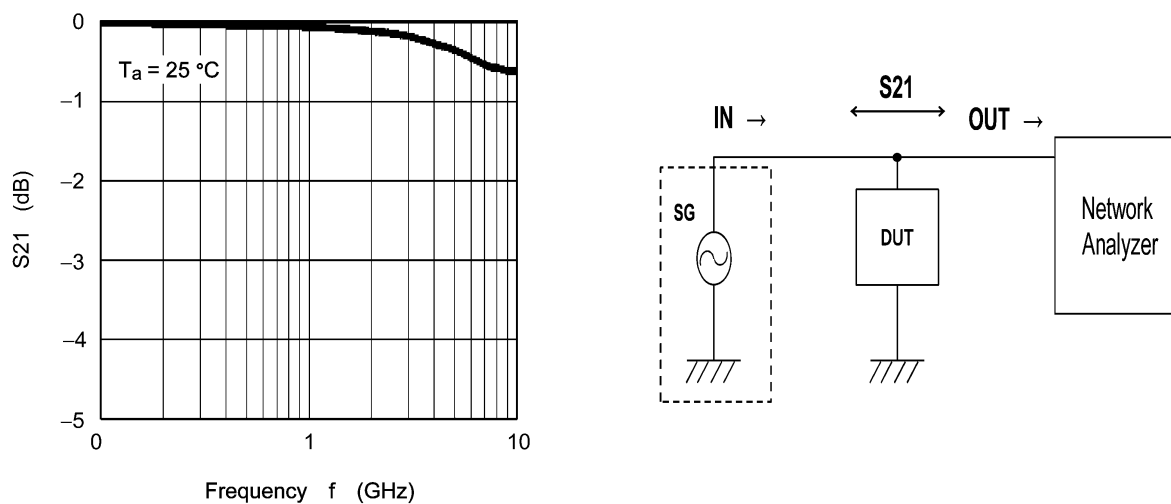 0
−1
−2
−3
−4
−5
Ta = 25 °C
S21 (dB)
0 1 10
Frequency f (GHz)
S21
IN → OUT →
SG
DUT
Network
Analyzer